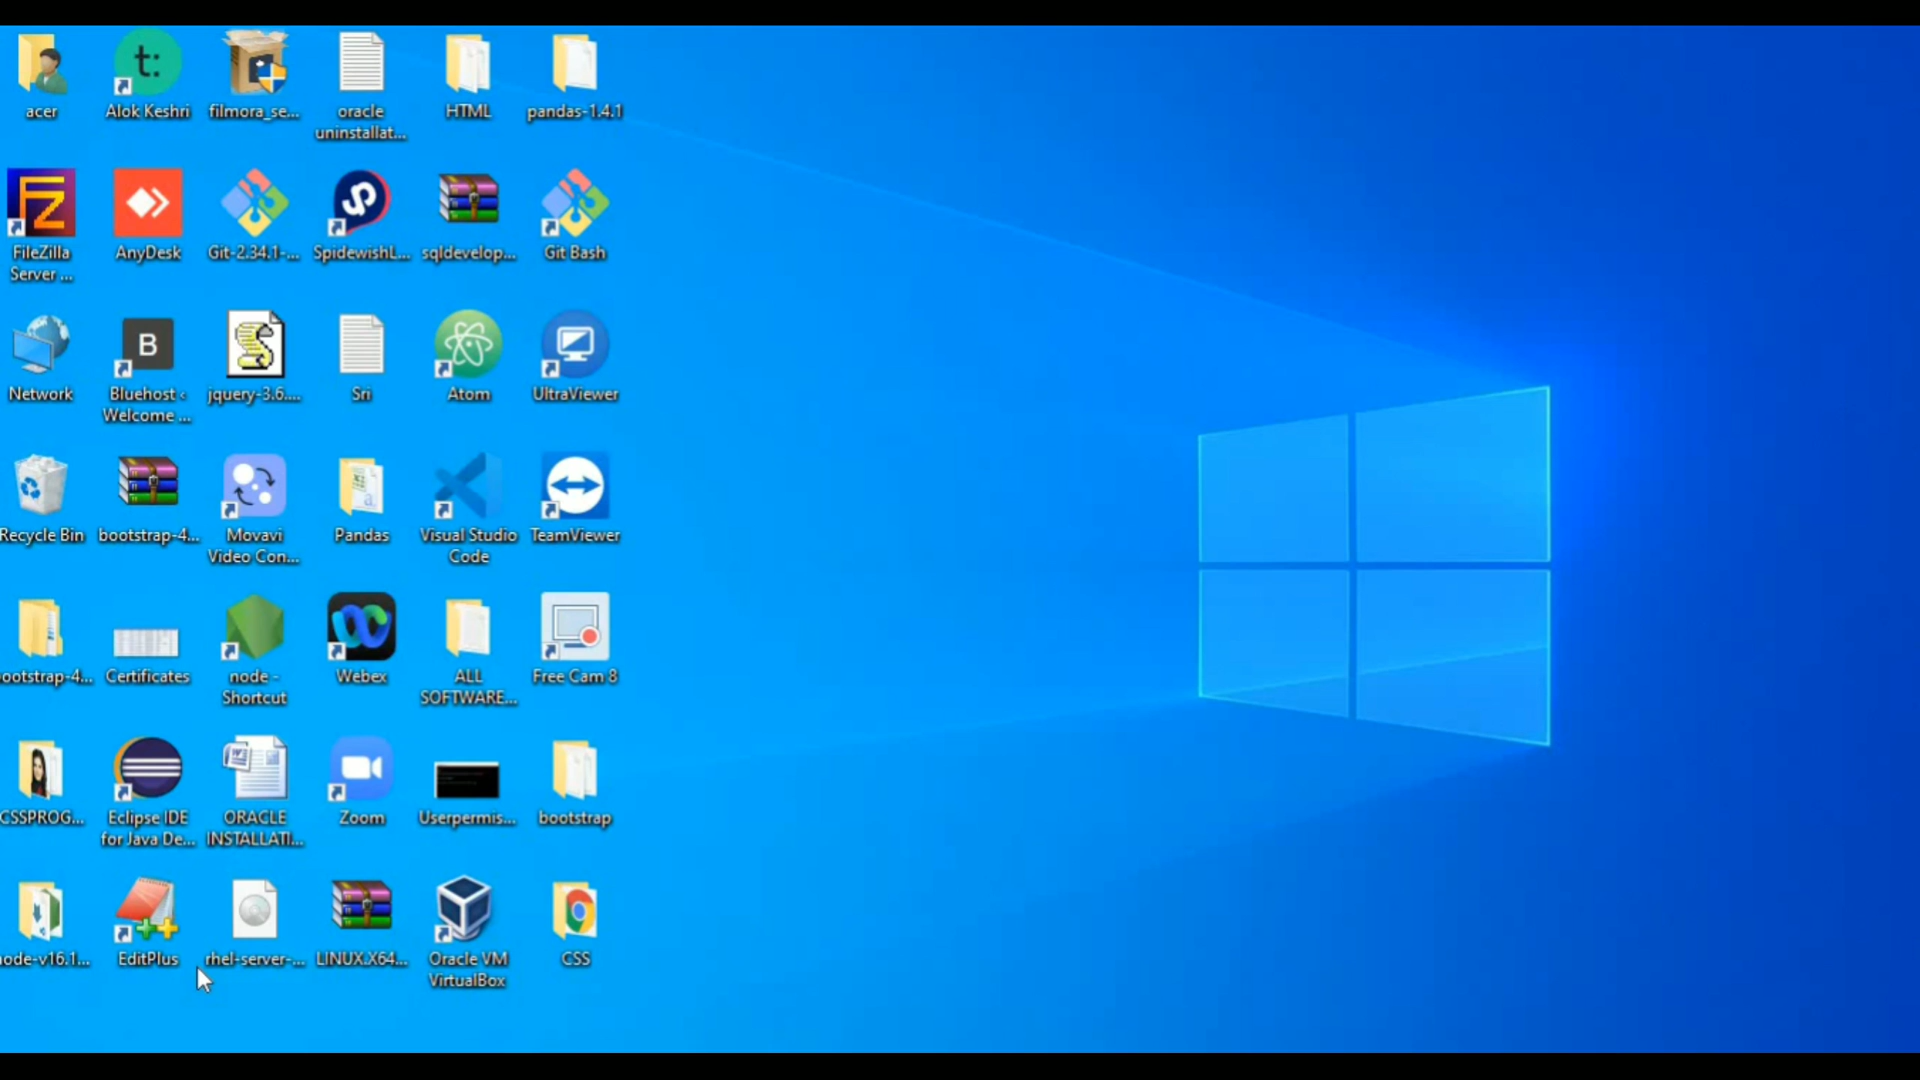 acer
Alok Keshri
filmora_se...
oracle
uninstallat...
HTML
pandas-1.4.1
FileZilla
Server ...
AnyDesk
Git-2.34.1-...
SpidewishL...
sqldevelop...
Git Bash
Network
Bluehost ‹
Welcome ...
jquery-3.6....
Sri
Atom
UltraViewer
Recycle Bin
bootstrap-4...
Movavi
Video Con...
Pandas
Visual Studio
Code
TeamViewer
ootstrap-4...
Certificates
node -
Shortcut
Webex
ALL
SOFTWARE...
Free Cam 8
CSSPROG...
Eclipse IDE
for Java De...
ORACLE
INSTALLATI...
Zoom
Userpermis...
bootstrap
ode-v16.1...
EditPlus
rhel-server-...
LINUX.X64...
Oracle VM
VirtualBox
CSS